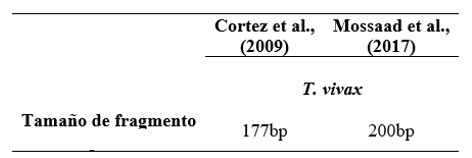 Cortez et al., Mossaad et al.,
(2009) (2017)
T. vivax
Tamaño de fragmento 177bp 200bp